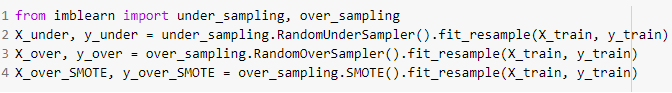 1 from imblearn import under_sampling, over_sampling
2 X_under, y_under = under_sampling.RandomUnderSampler().fit_resample(X_train, y_train)
3 X_over, y_over = over_sampling.RandomOverSampler().fit_resample(X_train, y_train)
4 X_over_SMOTE, y_over_SMOTE = over_sampling.SMOTE().fit_resample(X_train, y_train)